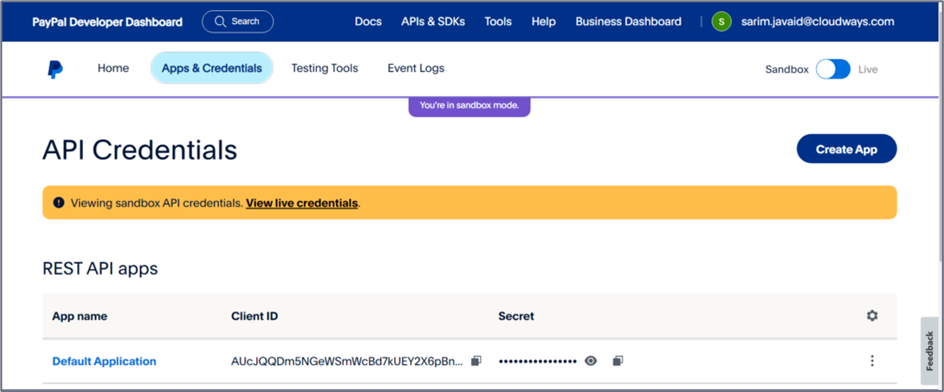 PayPal Developer Dashboard Search Docs APIs & SDKs Tools Help Business Dashboard S sarim.javaid@cloudways.com
Home Apps & Credentials Testing Tools Event Logs Sandbox Live
You're in sandbox mode.
API Credentials Create App
Viewing sandbox API credentials. View live credentials.
REST API apps
App name Client ID Secret
Default Application AUcJQQDm5NGeWSmWcBd7kUEY2X6pBn... ••••••••••••••••
Feedback